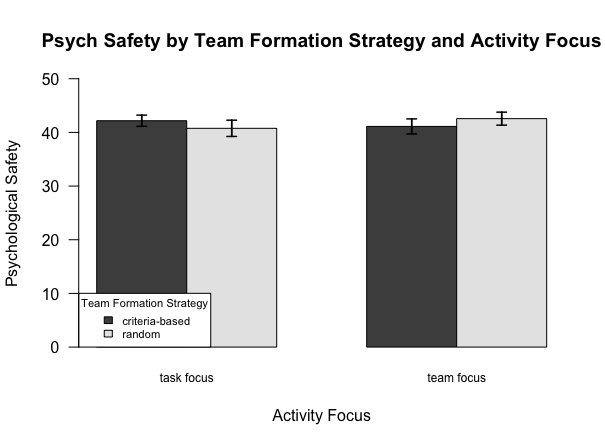 Psych Safety by Team Formation Strategy and Activity Focus
Psychological Safety
50
40
30
20
10
0
Team Formation Strategy
criteria-based
random
task focus
team focus
Activity Focus